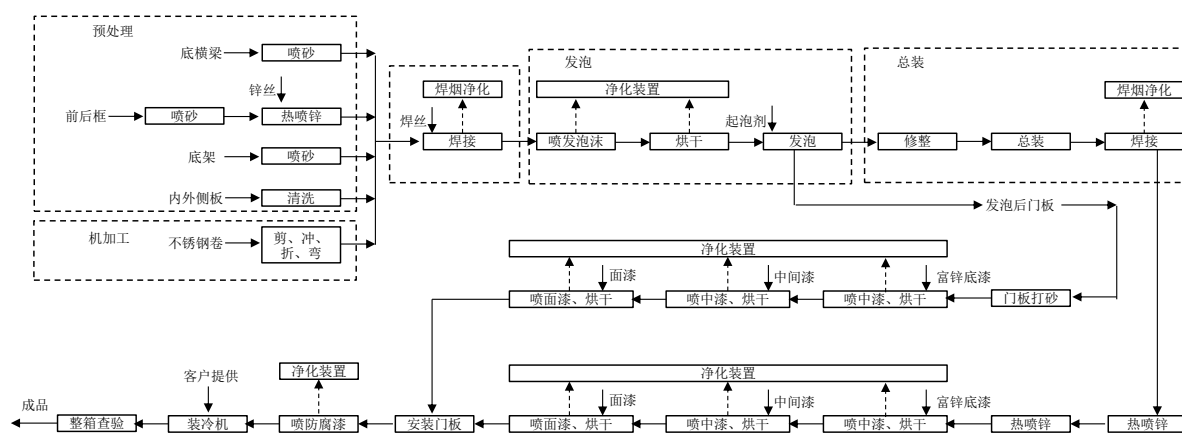 预处理
底横梁
喷砂
锌丝
前后框
喷砂
热喷锌
底架
喷砂
内外侧板
清洗
机加工
不锈钢卷
剪、冲、
折、弯
焊烟净化
焊丝
焊接
发泡
净化装置
起泡剂
喷发泡沫
烘干
发泡
总装
焊烟净化
修整
总装
焊接
发泡后门板
净化装置
面漆
中间漆
富锌底漆
喷面漆、烘干
喷中漆、烘干
喷中漆、烘干
门板打砂
净化装置
面漆
中间漆
富锌底漆
客户提供
净化装置
成品
整箱查验
装冷机
喷防腐漆
安装门板
喷面漆、烘干
喷中漆、烘干
喷中漆、烘干
热喷锌
热喷锌